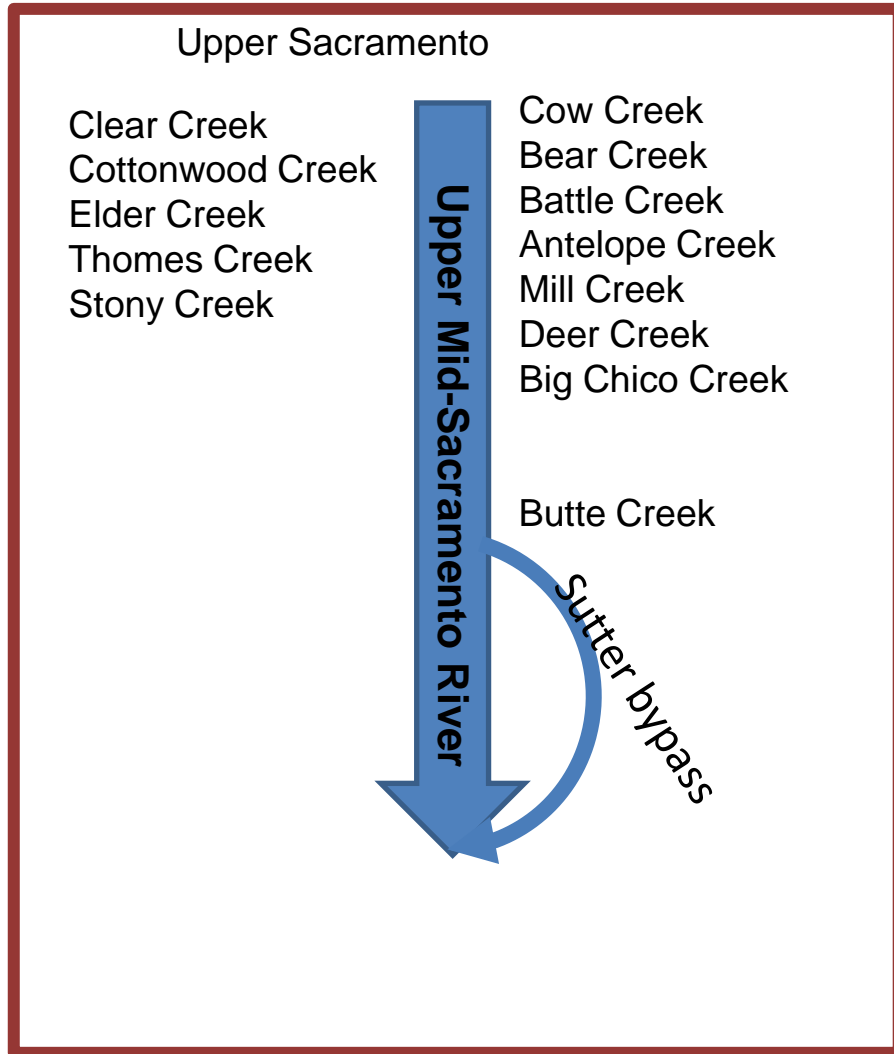 Upper Sacramento
Clear Creek
Cottonwood Creek
Elder Creek
Thomes Creek
Stony Creek
Upper Mid-Sacramento River
Cow Creek
Bear Creek
Battle Creek
Antelope Creek
Mill Creek
Deer Creek
Big Chico Creek
Butte Creek
Sutter bypass